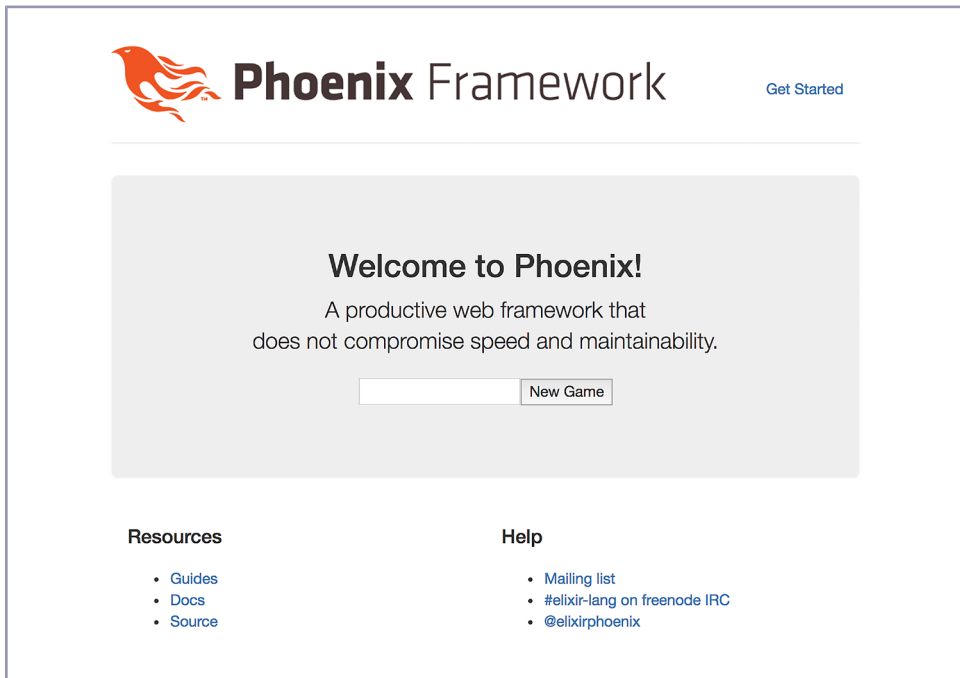 Phoenix Framework
TM
Get Started
Welcome to Phoenix!
A productive web framework that
does not compromise speed and maintainability.
New Game
Resources
Guides
Docs
Source
Help
Mailing list
#elixir-lang on freenode IRC
@elixirphoenix